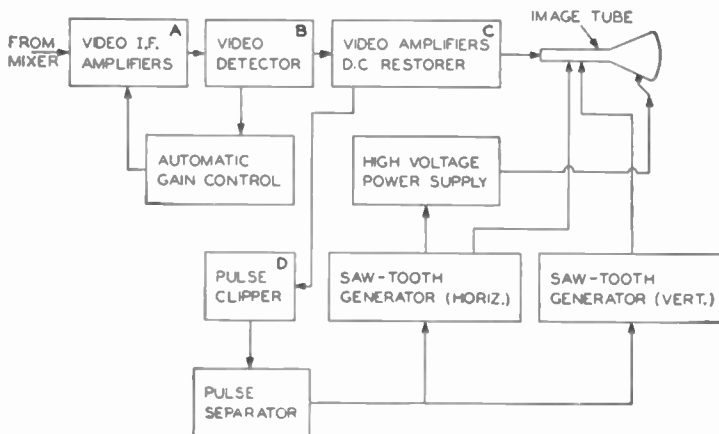 FROM
MIXER
A
VIDEO I.F.
AMPLIFIERS
B
VIDEO
DETECTOR
C
VIDEO AMPLIFIERS
D.C RESTORER
IMAGE TUBE
AUTOMATIC
GAIN CONTROL
HIGH VOLTAGE
POWER SUPPLY
D
PULSE
CLIPPER
SAW-TOOTH
GENERATOR (HORIZ.)
SAW-TOOTH
GENERATOR (VERT.)
PULSE
SEPARATOR